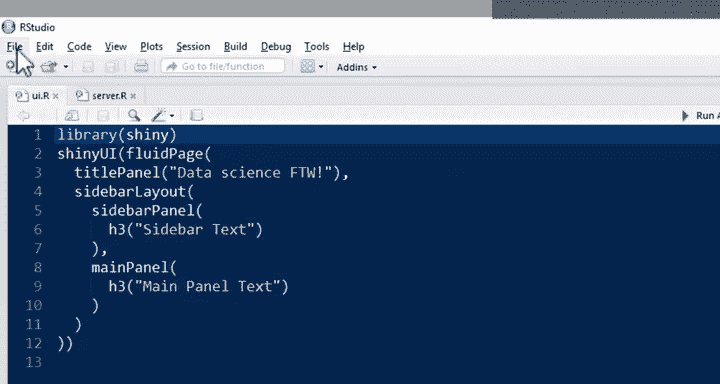 RStudio
File Edit Code View Plots Session Build Debug Tools Help
Go to file/function Addins
ui.R server.R
Run
1 library(shiny)
2 shinyUI(fluidPage(
3   titlePanel("Data science FTW!"),
4   sidebarLayout(
5     sidebarPanel(
6       h3("Sidebar Text")
7     ),
8     mainPanel(
9       h3("Main Panel Text")
10     )
11   )
12 ))
13